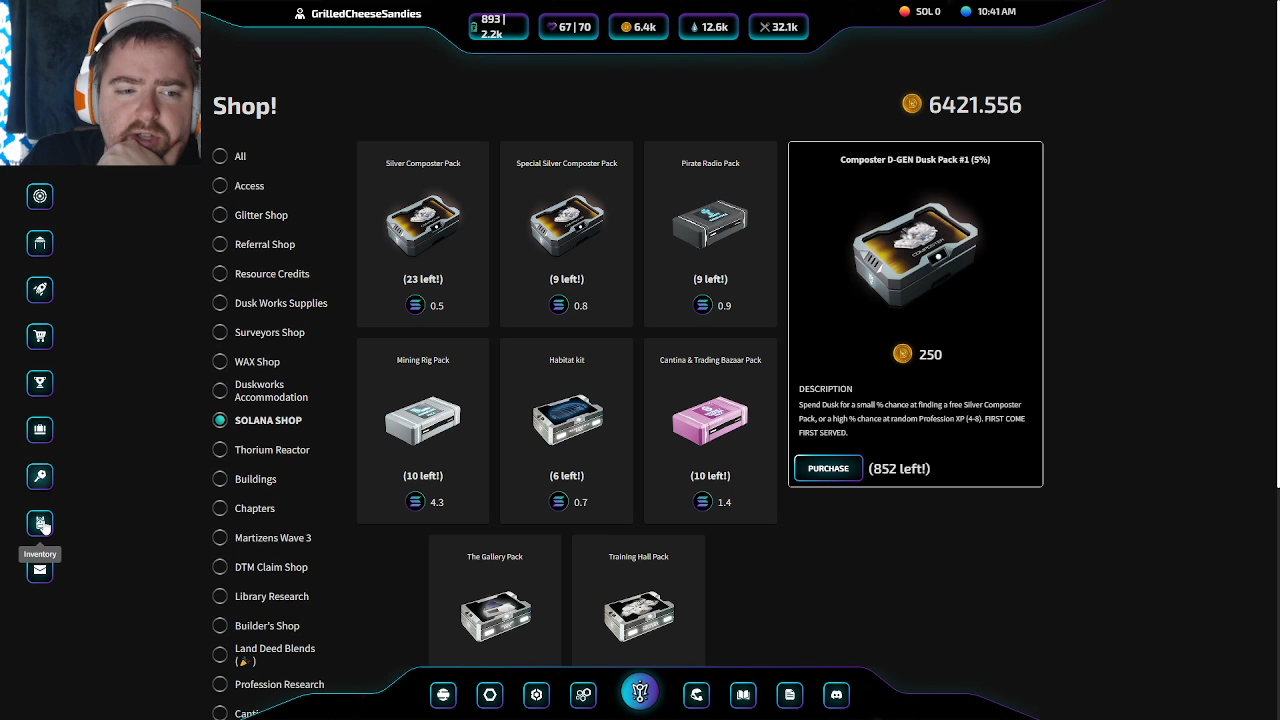 GrilledCheeseSandies
893 |
2.2k
67 | 70
6.4k
12.6k
32.1k
SOL 0
10:41 AM
Shop!
6421.556
All
Access
Glitter Shop
Referral Shop
Resource Credits
Dusk Works Supplies
Surveyors Shop
WAX Shop
Duskworks
Accommodation
SOLANA SHOP
Thorium Reactor
Buildings
Chapters
Martizens Wave 3
DTM Claim Shop
Library Research
Builder's Shop
Land Deed Blends
(🎉)
Profession Research
Inventory
Silver Composter Pack
(23 left!)
0.5
Special Silver Composter Pack
(9 left!)
0.8
Pirate Radio Pack
(9 left!)
0.9
Mining Rig Pack
(10 left!)
4.3
Habitat kit
(6 left!)
0.7
Cantina & Trading Bazaar Pack
(10 left!)
1.4
The Gallery Pack
Training Hall Pack
Composter D-GEN Dusk Pack #1 (5%)
COMPOSTER
250
DESCRIPTION
Spend Dusk for a small % chance at finding a free Silver Composter
Pack, or a high % chance at random Profession XP (4-8). FIRST COME
FIRST SERVED.
PURCHASE
(852 left!)